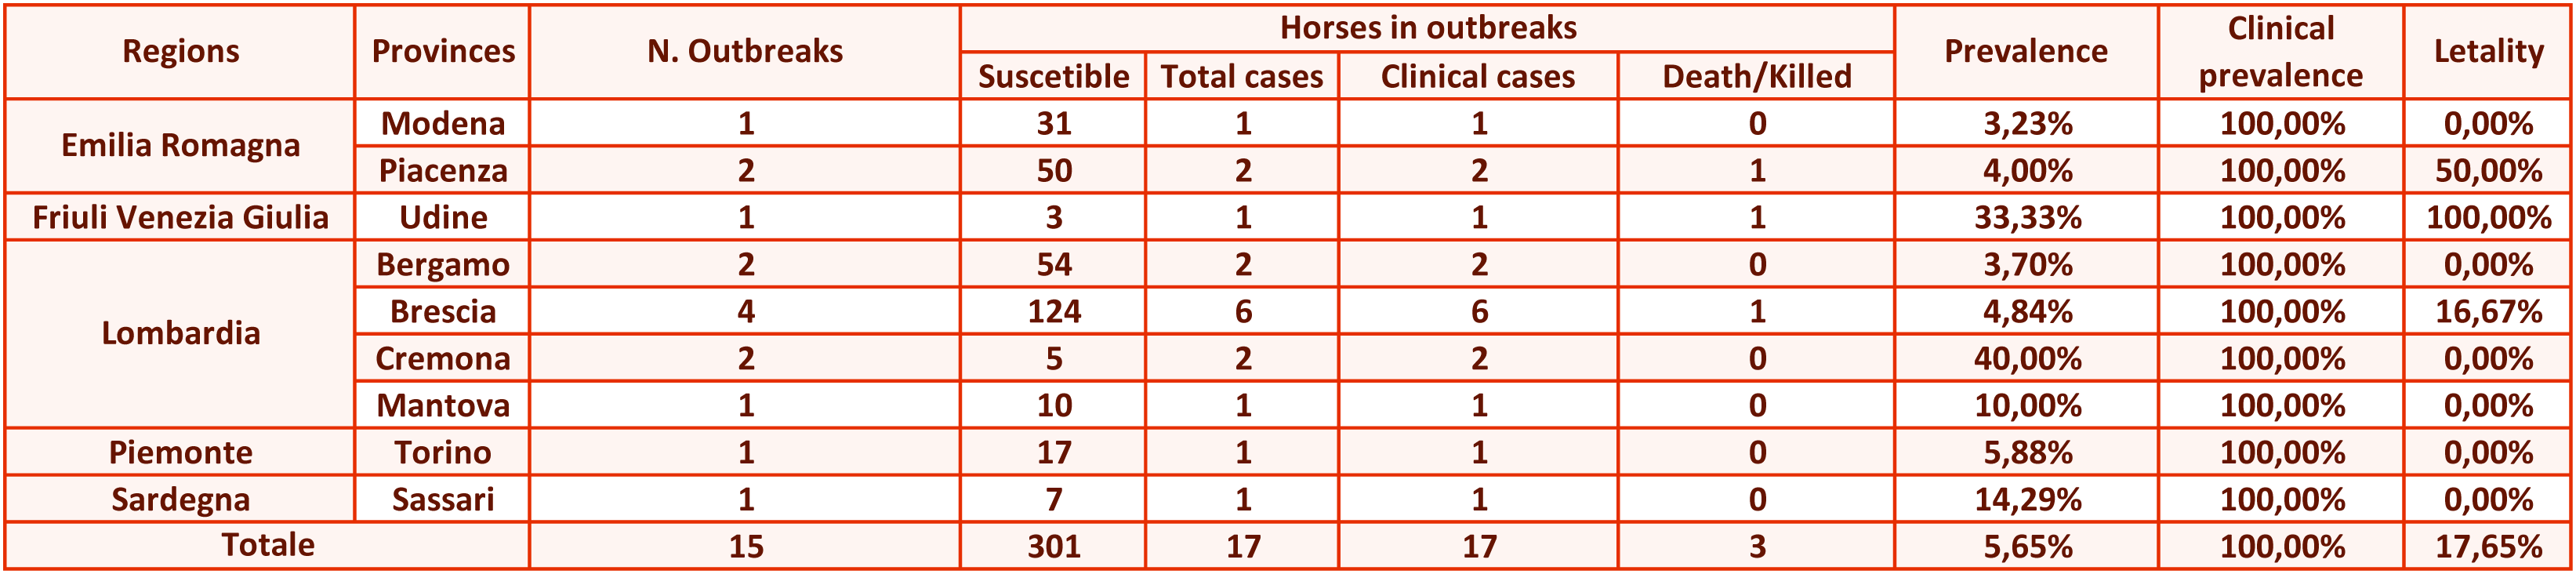 Regions Provinces N. Outbreaks Horses in outbreaks Prevalence Clinical prevalence Letality
Suscetible Total cases Clinical cases Death/Killed
Emilia Romagna Modena 1 31 1 1 0 3,23% 100,00% 0,00%
Piacenza 2 50 2 2 1 4,00% 100,00% 50,00%
Friuli Venezia Giulia Udine 1 3 1 1 1 33,33% 100,00% 100,00%
Lombardia Bergamo 2 54 2 2 0 3,70% 100,00% 0,00%
Brescia 4 124 6 6 1 4,84% 100,00% 16,67%
Cremona 2 5 2 2 0 40,00% 100,00% 0,00%
Mantova 1 10 1 1 0 10,00% 100,00% 0,00%
Piemonte Torino 1 17 1 1 0 5,88% 100,00% 0,00%
Sardegna Sassari 1 7 1 1 0 14,29% 100,00% 0,00%
Totale 15 301 17 17 3 5,65% 100,00% 17,65%